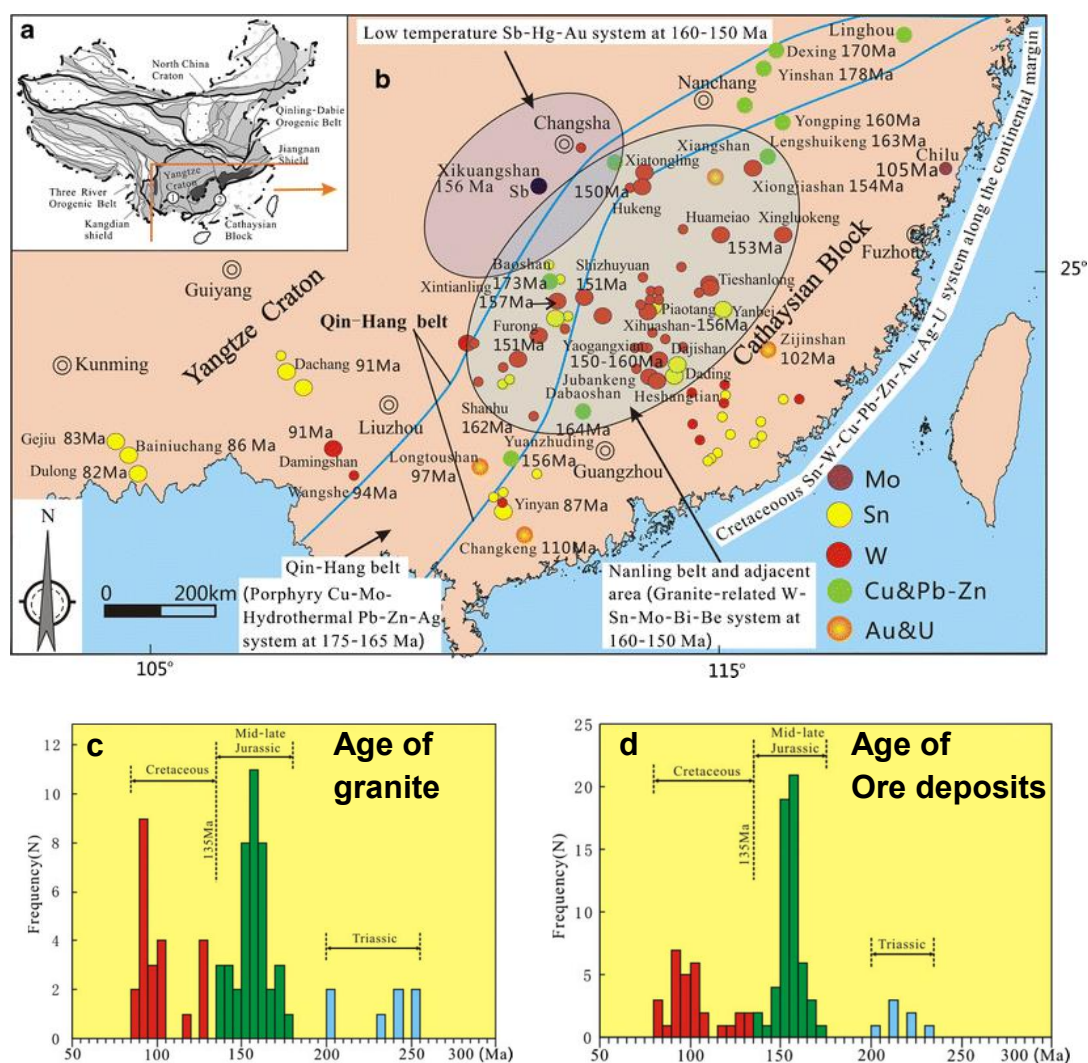 a
North China
Craton
Qinling-Dabie
Orogenic Belt
Jiangnan
Shield
Yangtze
Craton
Three River
Orogenic Belt
Kangdian
shield
1
2
Cathaysian
Block
b
Low temperature Sb-Hg-Au system at 160-150 Ma
Linghou
Dexing 170Ma
Yinshan 178Ma
Nanchang
Yongping 160Ma
Lengshuikeng
163Ma
Chilu
105Ma
Changsha
Xikuangshan
156 Ma
Sb
Xiatongling
Xiangshan
150Ma
Hukeng
Xiongjiashan 154Ma
Huameiao
Xingluokeng
153Ma
Fuzhou
25°
Baoshan
173Ma
Shizhuyuan
151Ma
Xintianling
157Ma
Tieshanlong
Piaotang
Yanbei
Xihuashan-156Ma
Furong
151Ma
Yaogangxian
150-160Ma
Dajishan
Zijinshan
102Ma
Jubankeng
Dading
Heshangtian
Dabaoshan
164Ma
Guiyang
Yangtze Craton
Qin-Hang belt
Cathaysian Block
Kunming
Dachang 91Ma
Liuzhou
Shanhu
162Ma
Gejiu 83Ma
Bainiuchang 86 Ma
Dulong 82Ma
91Ma
Damingshan
Wangshe 94Ma
Longtoushan
97Ma
Yuanzhuding
156Ma
Guangzhou
Yinyan 87Ma
Changkeng 110Ma
Cretaceous Sn-W-Cu-Pb-Zn-Au-Ag-U system along the continental margin
N
0
200km
Qin-Hang belt
(Porphyry Cu-Mo-
Hydrothermal Pb-Zn-Ag
system at 175-165 Ma)
Nanling belt and adjacent
area (Granite-related W-
Sn-Mo-Bi-Be system at
160-150 Ma)
Mo
Sn
W
Cu&Pb-Zn
Au&U
105°
115°
c
Age of
granite
Mid-late
Jurassic
Cretaceous
135Ma
Triassic
Frequency(N)
12
10
8
6
4
2
0
50 100 150 200 250 300 (Ma)
d
Age of
Ore deposits
Mid-late
Jurassic
Cretaceous
135Ma
Triassic
Frequency(N)
25
20
15
10
5
0
50 100 150 200 250 300 (Ma)